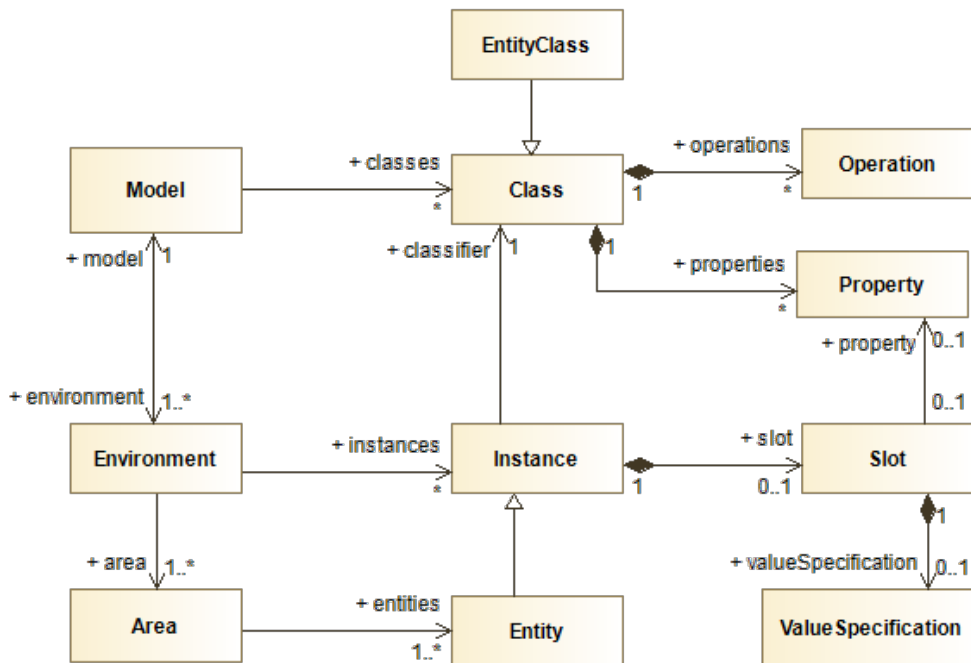 EntityClass
+ classes
+ operations
Model
Class
Operation
*
1
*
+ model
1
+ classifier
1
1
+ properties
Property
*
+ property
0..1
+ environment
1..*
0..1
+ instances
+ slot
Environment
Instance
Slot
*
1
0..1
1
+ area
1..*
+ valueSpecification
0..1
+ entities
Area
Entity
ValueSpecification
1..*